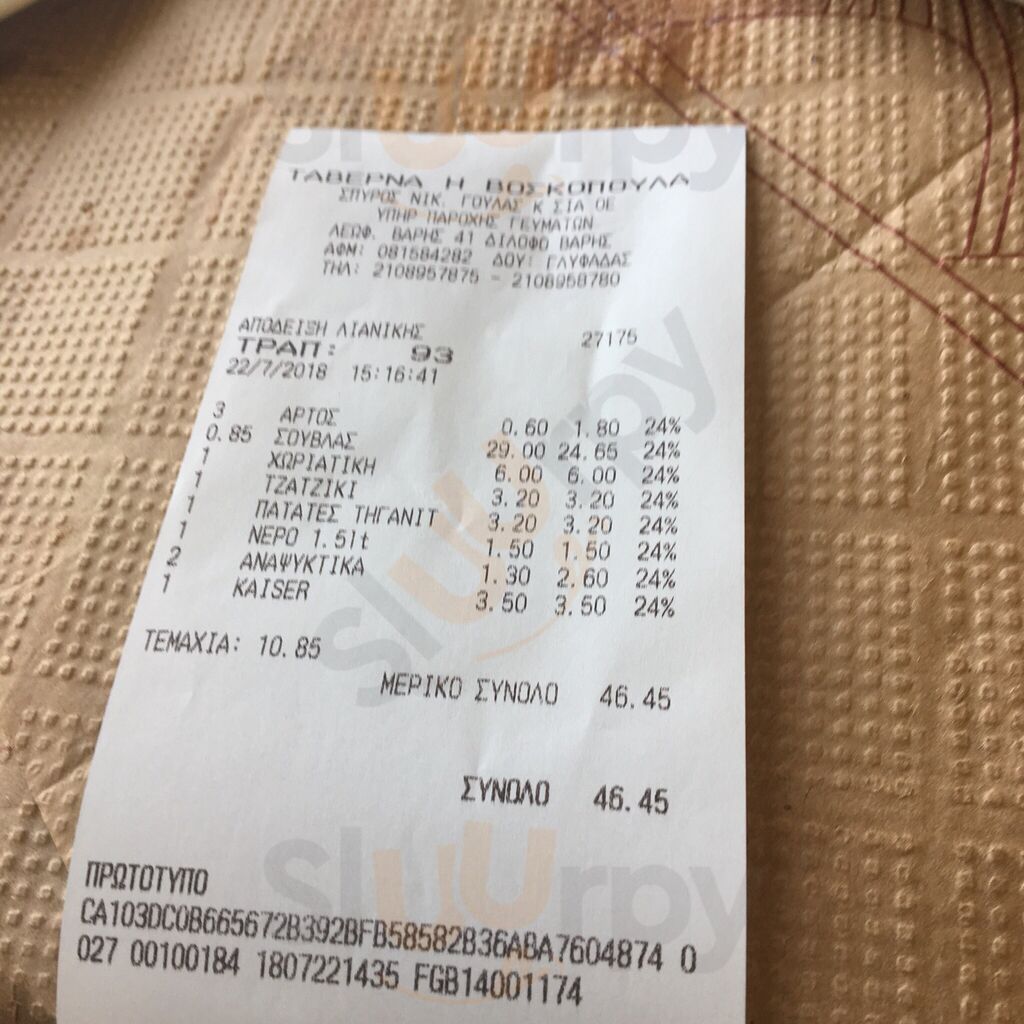 ΤΑΒΕΡΝΑ Η ΒΟΣΚΟΠΟΥΛΑ
ΣΠΥΡΟΣ ΝΙΚ. ΓΟΥΛΑΣ Κ ΣΙΑ ΟΕ
ΥΠΗΡ ΠΑΡΟΧΗΣ ΓΕΥΜΑΤΩΝ
ΛΕΩΦ. ΒΑΡΗΣ 41 ΔΙΛΟΦΟ ΒΑΡΗΣ
ΑΦΜ: 081584282 ΔΟΥ: ΓΛΥΦΑΔΑΣ
ΤΗΛ: 2108957875 - 2108958780
ΑΠΟΔΕΙΞΗ ΛΙΑΝΙΚΗΣ 27175
ΤΡΑΠ: 93
22/7/2018 15:16:41
3 ΑΡΤΟΣ 0.60 1.80 24%
0.85 ΣΟΥΒΛΑΣ 29.00 24.65 24%
1 ΧΩΡΙΑΤΙΚΗ 6.00 6.00 24%
1 ΤΖΑΤΖΙΚΙ 3.20 3.20 24%
1 ΠΑΤΑΤΕΣ ΤΗΓΑΝΙΤ 3.20 3.20 24%
1 ΝΕΡΟ 1.5lt 1.50 1.50 24%
2 ΑΝΑΨΥΚΤΙΚΑ 1.30 2.60 24%
1 KAISER 3.50 3.50 24%
ΤΕΜΑΧΙΑ: 10.85
ΜΕΡΙΚΟ ΣΥΝΟΛΟ 46.45
ΣΥΝΟΛΟ 46.45
ΠΡΩΤΟΤΥΠΟ
CA103DC0B665672B392BFB58582B36ABA7604874 0
027 00100184 1807221435 FGB14001174
sluurpy
sluurpy
sluurpy